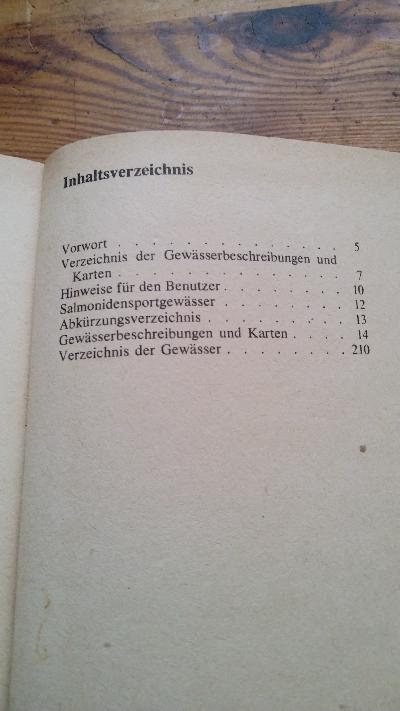 Inhaltsverzeichnis
Vorwort . . . . . . . . . . . . . . 5
Verzeichnis der Gewässerbeschreibungen und
Karten . . . . . . . . . . . . . . 7
Hinweise für den Benutzer . . . . . . . . 10
Salmonidensportgewässer . . . . . . . . 12
Abkürzungsverzeichnis . . . . . . . . . 13
Gewässerbeschreibungen und Karten . . . . 14
Verzeichnis der Gewässer . . . . . . . . 210